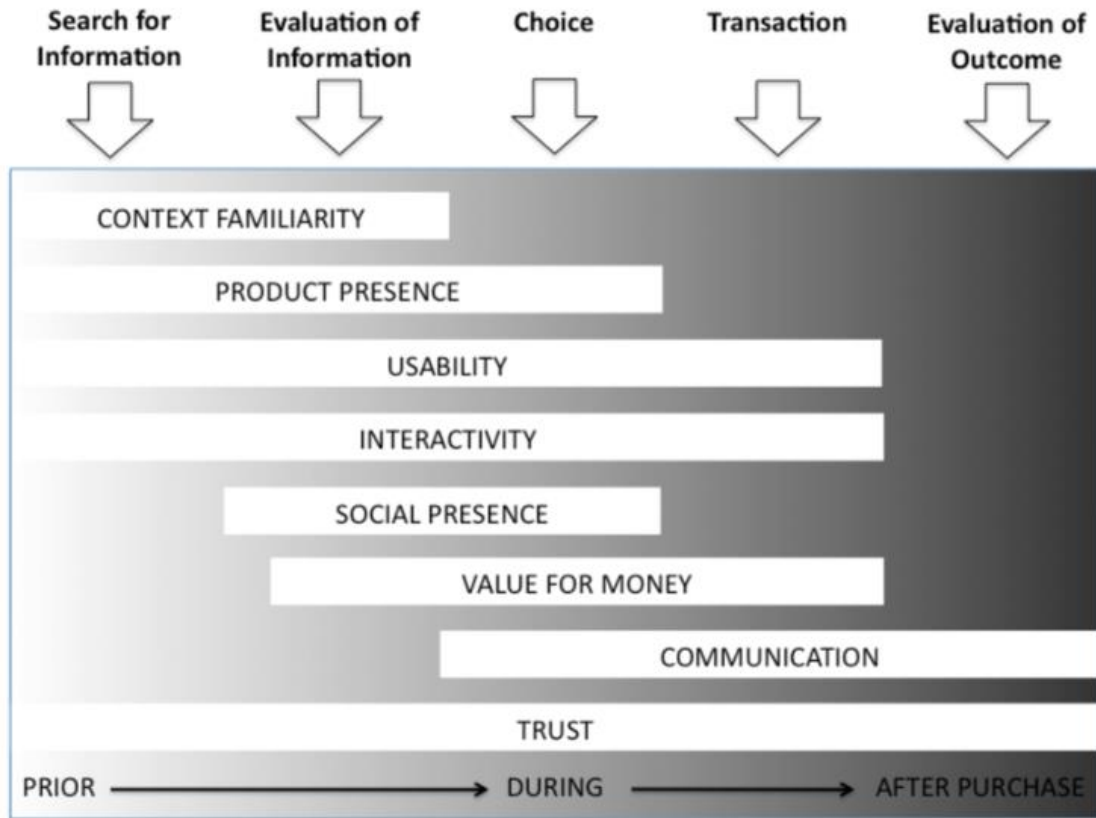 Search for
Information
Evaluation of
Information
Choice
Transaction
Evaluation of
Outcome
CONTEXT FAMILIARITY
PRODUCT PRESENCE
USABILITY
INTERACTIVITY
SOCIAL PRESENCE
VALUE FOR MONEY
COMMUNICATION
TRUST
PRIOR DURING AFTER PURCHASE